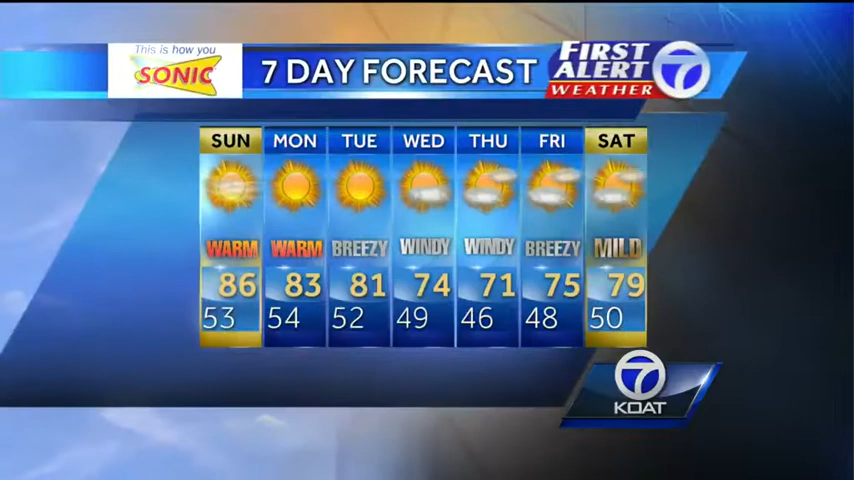 This is how you
SONIC
7 DAY FORECAST
FIRST
ALERT
WEATHER
7
SUN MON TUE WED THU FRI SAT
WARM WARM BREEZY WINDY WINDY BREEZY MILD
86 83 81 74 71 75 79
53 54 52 49 46 48 50
7
KOAT